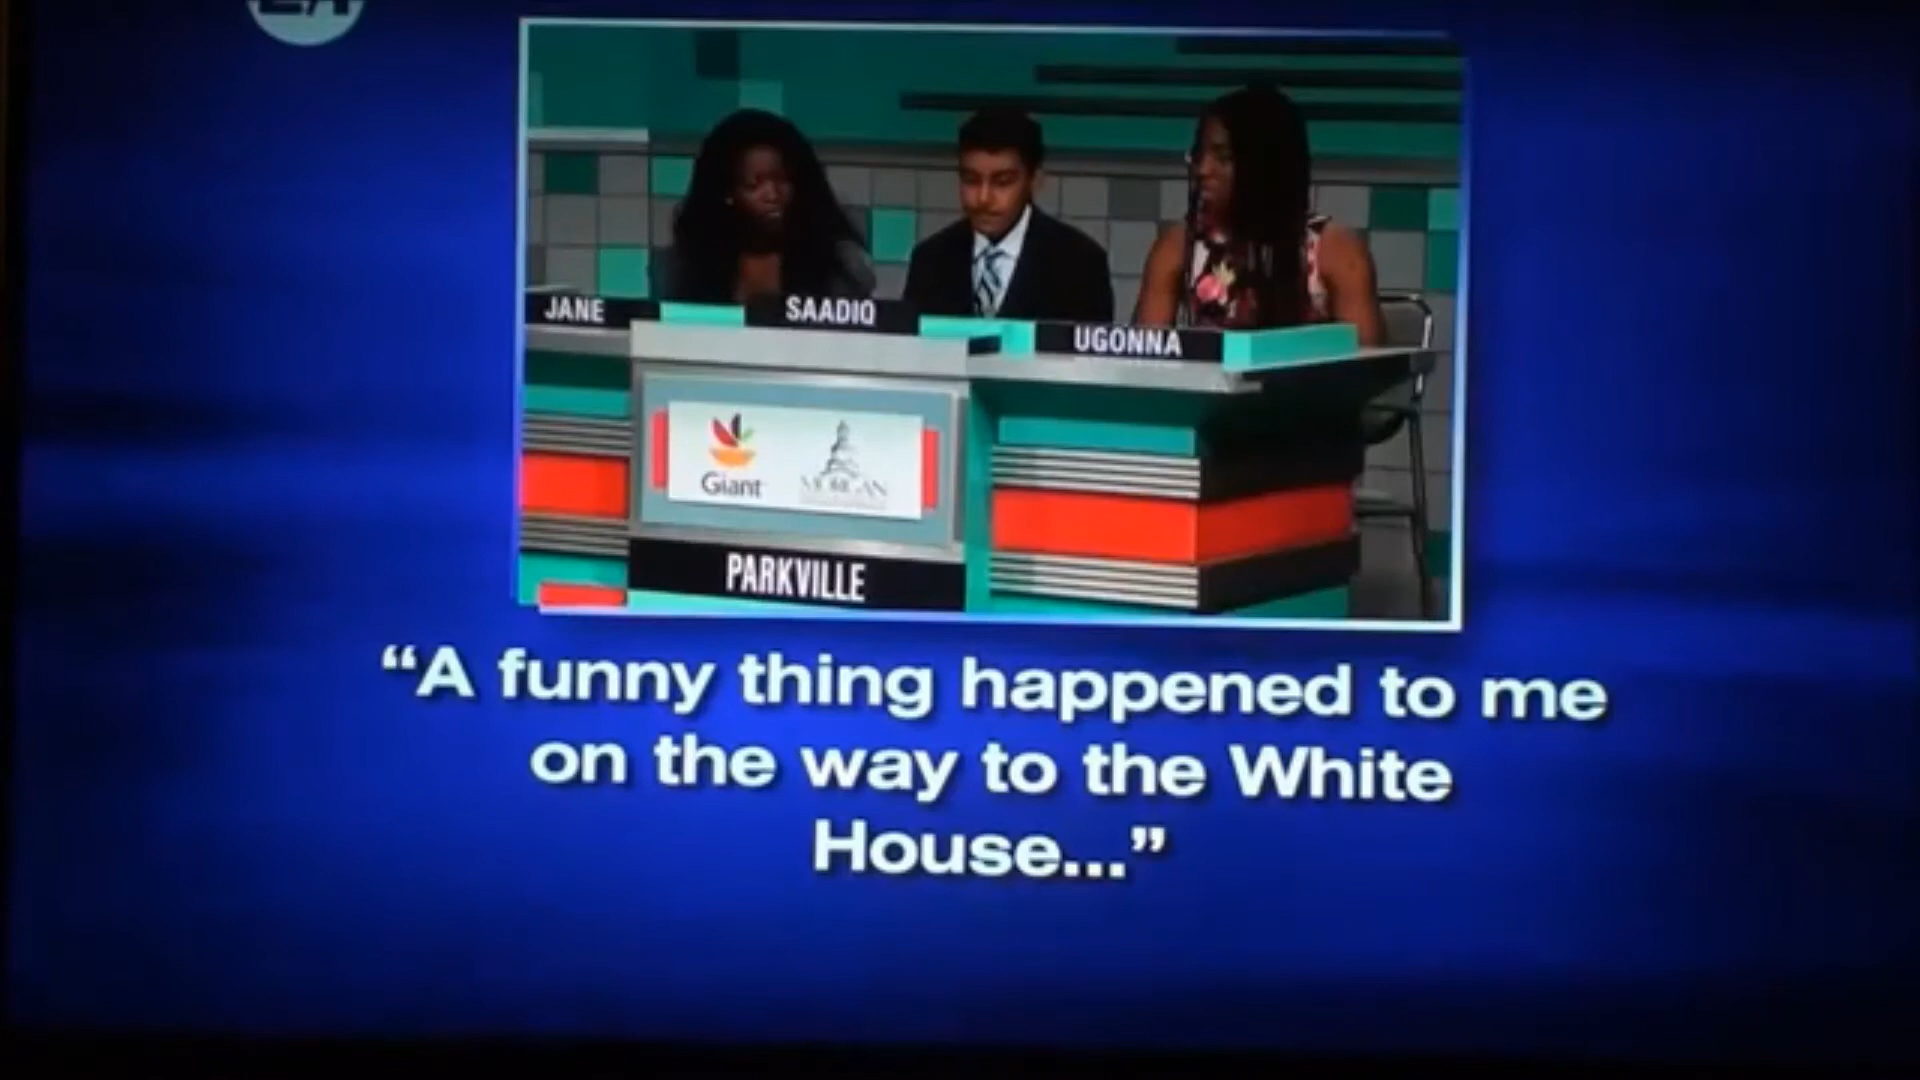 JANE
SAADIQ
UGONNA
Giant
PARKVILLE
“A funny thing happened to me
on the way to the White
House...”